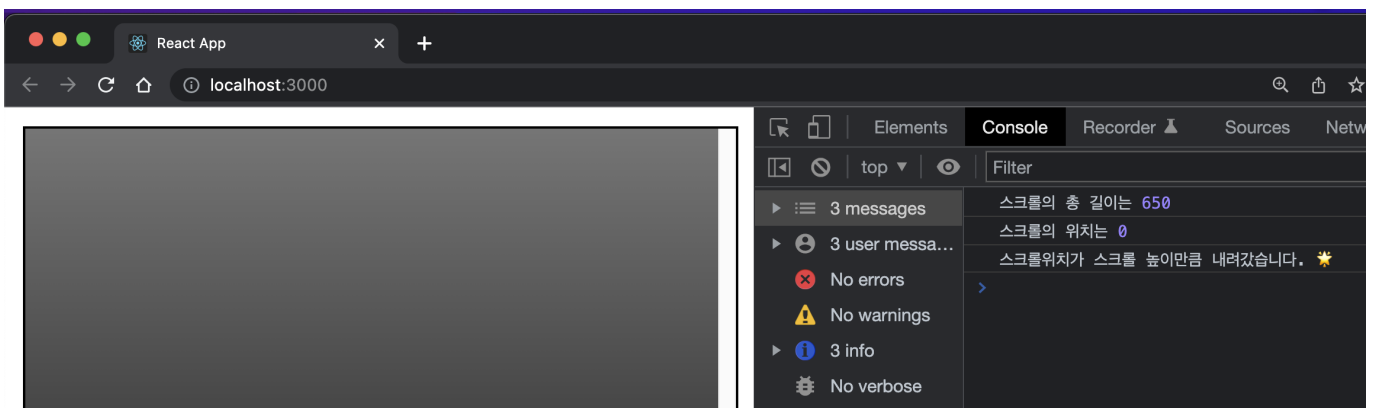 React App
localhost:3000
Elements Console Recorder Sources Netw
top Filter
3 messages
3 user messa…
No errors
No warnings
3 info
No verbose
스크롤의 총 길이는 650
스크롤의 위치는 0
스크롤위치가 스크롤 높이만큼 내려갔습니다. 🌟